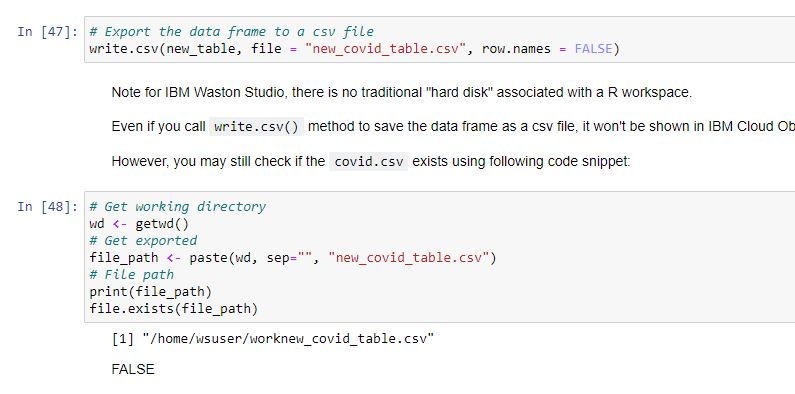 In [47]: # Export the data frame to a csv file
write.csv(new_table, file = "new_covid_table.csv", row.names = FALSE)
Note for IBM Waston Studio, there is no traditional "hard disk" associated with a R workspace.
Even if you call write.csv() method to save the data frame as a csv file, it won't be shown in IBM Cloud Ob
However, you may still check if the covid.csv exists using following code snippet:
In [48]: # Get working directory
wd <- getwd()
# Get exported
file_path <- paste(wd, sep="", "new_covid_table.csv")
# File path
print(file_path)
file.exists(file_path)
[1] "/home/wsuser/worknew_covid_table.csv"
FALSE